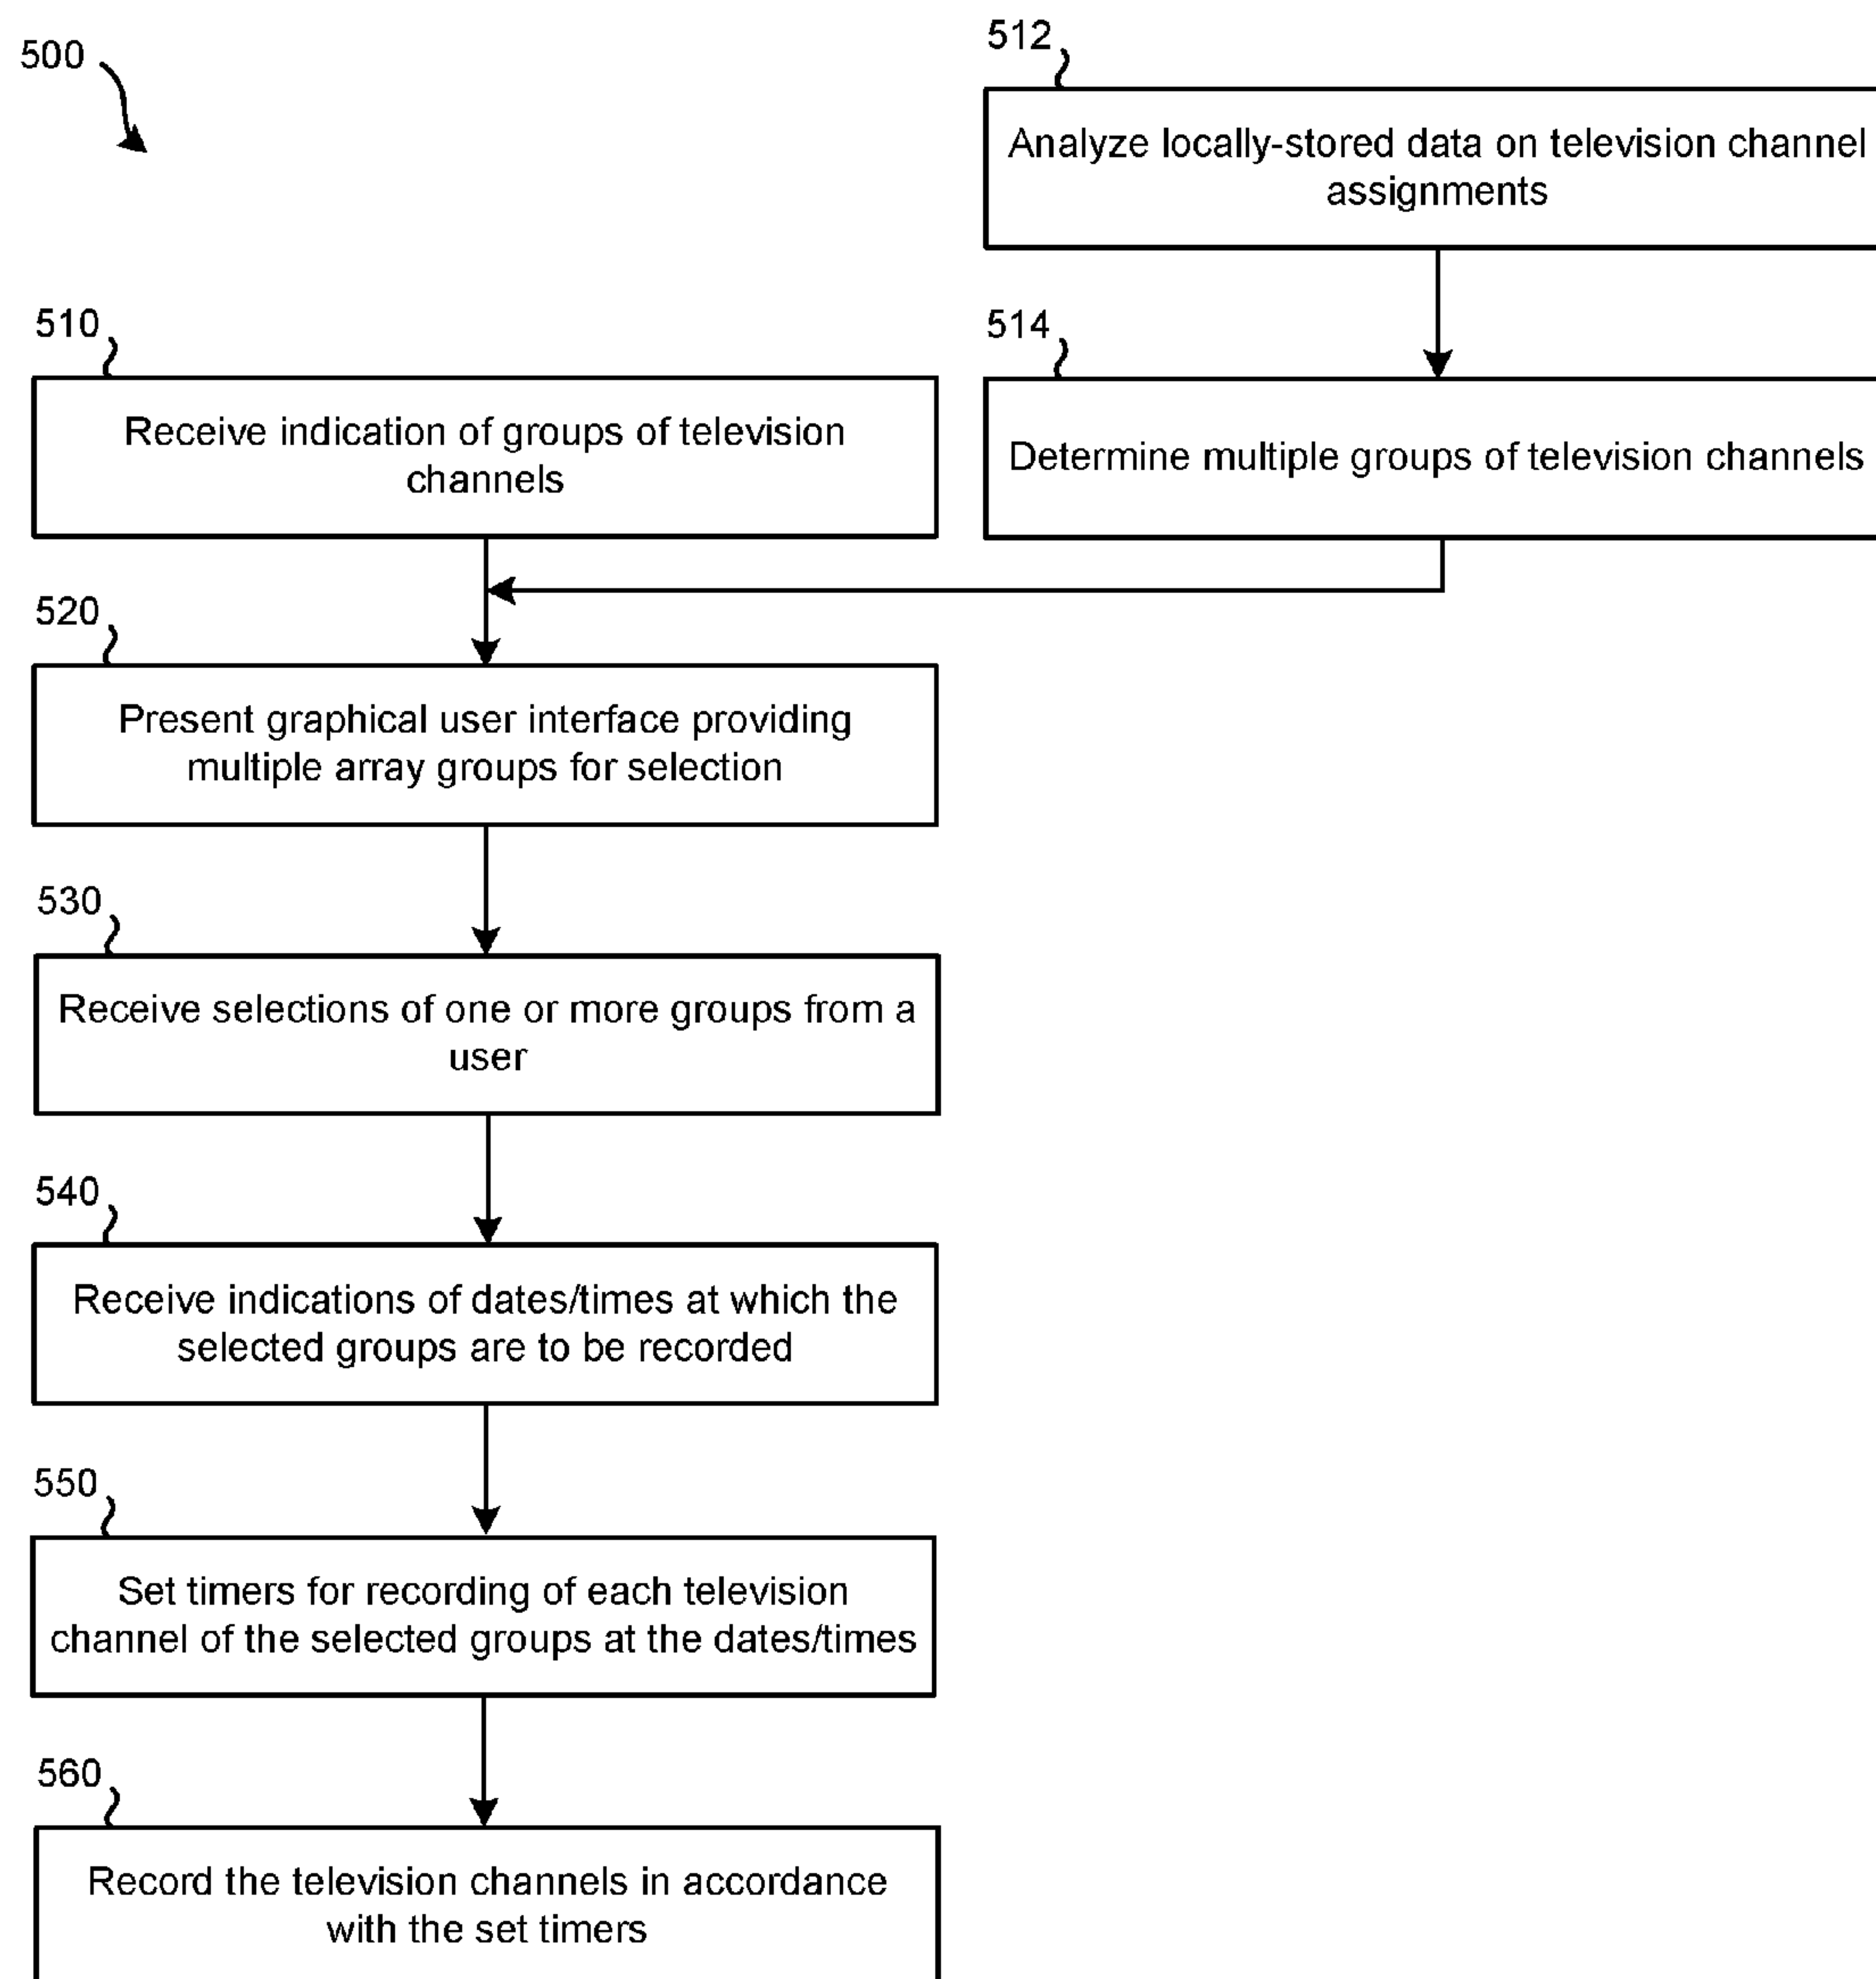 500
512
Analyze locally-stored data on television channel
assignments
510
Receive indication of groups of television
channels
514
Determine multiple groups of television channels
520
Present graphical user interface providing
multiple array groups for selection
530
Receive selections of one or more groups from a
user
540
Receive indications of dates/times at which the
selected groups are to be recorded
550
Set timers for recording of each television
channel of the selected groups at the dates/times
560
Record the television channels in accordance
with the set timers